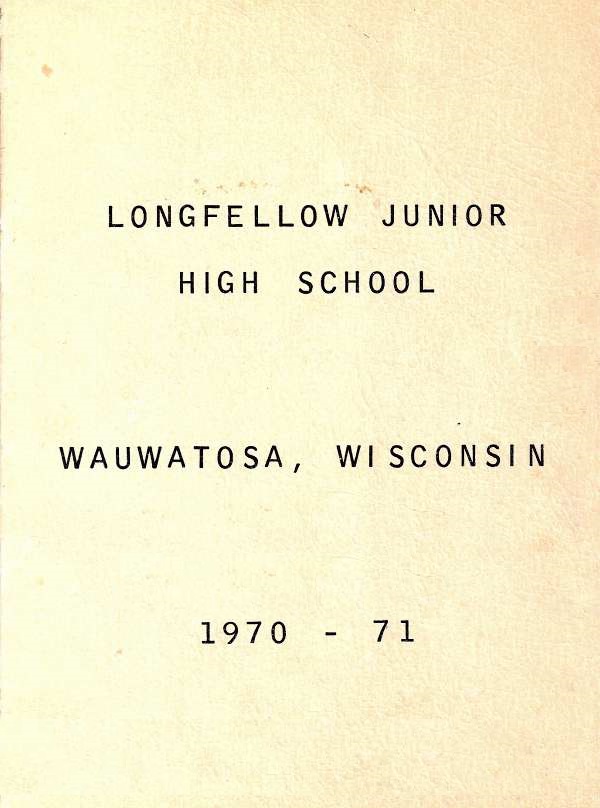 LONGFELLOW JUNIOR
HIGH SCHOOL
WAUWATOSA, WISCONSIN
1970 - 71